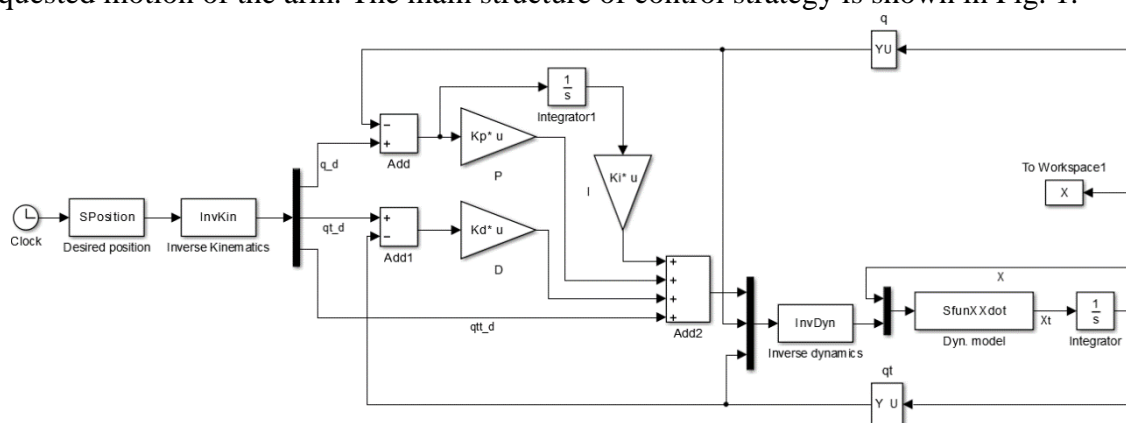 quested motion of the arm. The main structure of control strategy is shown in Fig. 1.
q
YU
1
s
Integrator1
−
+
Add
Kp* u
P
Ki* u
I
To Workspace1
X
q_d
SPosition
InvKin
Clock
Desired position
Inverse Kinematics
qt_d
+
−
Add1
Kd* u
D
+
+
+
+
Add2
qtt_d
InvDyn
Inverse dynamics
X
SfunXXdot
Dyn. model
Xt
1
s
Integrator
qt
Y U